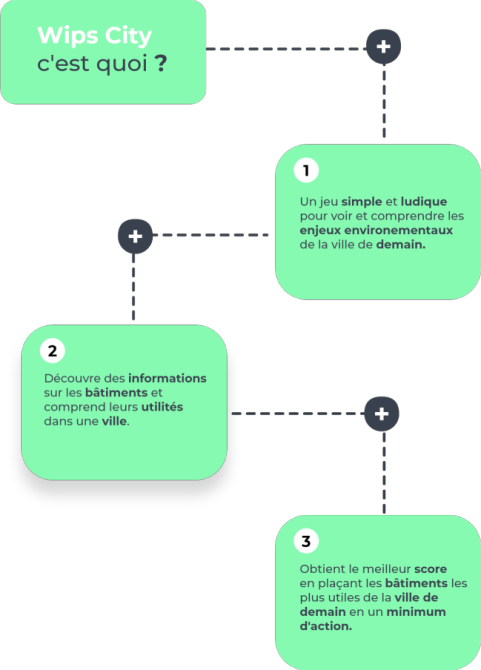 Wips City
c'est quoi ?
1
Un jeu simple et ludique
pour voir et comprendre les
enjeux environementaux
de la ville de demain.
2
Découvre des informations
sur les bâtiments et
comprend leurs utilités
dans une ville.
3
Obtient le meilleur score
en plaçant les bâtiments les
plus utiles de la ville de
demain en un minimum
d'action.